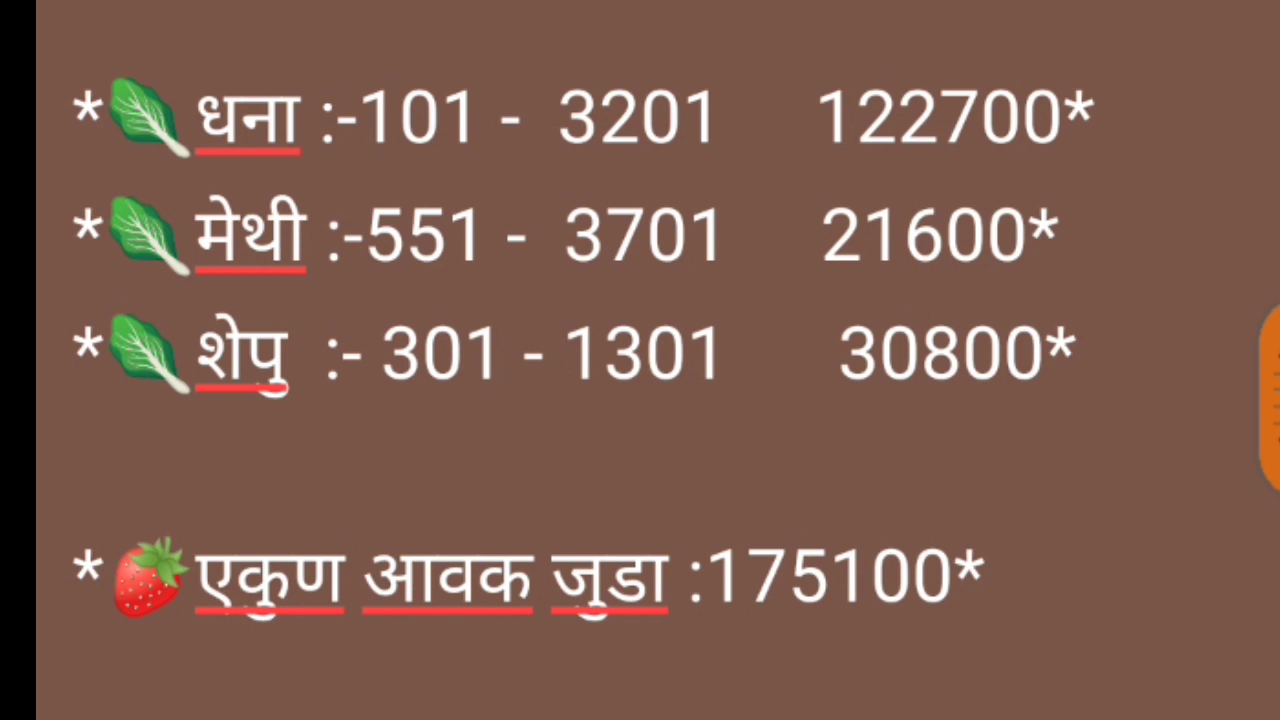 *🥬धना :-101 -  3201     122700*
*🥬मेथी :-551 -  3701     21600*
*🥬शेपु  :- 301 - 1301      30800*
*🍓एकुण आवक जुडा :175100*